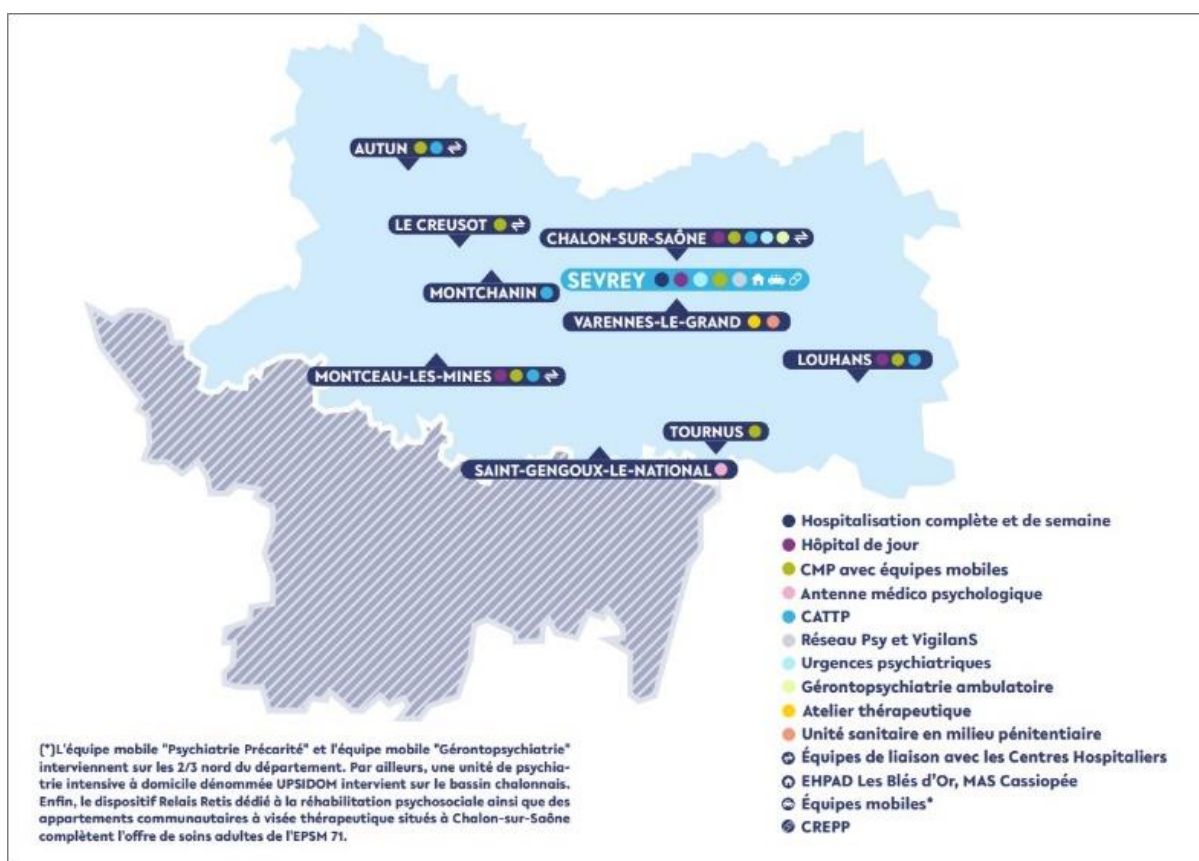 AUTUN
LE CREUSOT
CHALON-SUR-SAÔNE
SEVREY
MONTCHANIN
VARENNES-LE-GRAND
LOUHANS
MONTCEAU-LES-MINES
TOURNUS
SAINT-GENGOUX-LE-NATIONAL
Hospitalisation complète et de semaine
Hôpital de jour
CMP avec équipes mobiles
Antenne médico psychologique
CATTP
Réseau Psy et VigilanS
Urgences psychiatriques
Gérontopsychiatrie ambulatoire
Atelier thérapeutique
Unité sanitaire en milieu pénitentiaire
Équipes de liaison avec les Centres Hospitaliers
EHPAD Les Blés d'Or, MAS Cassiopée
Équipes mobiles*
CREPP
(*)L'équipe mobile "Psychiatrie Précarité" et l'équipe mobile "Gérontopsychiatrie"
interviennent sur les 2/3 nord du département. Par ailleurs, une unité de psychia-
trie intensive à domicile dénommée UPSIDOM intervient sur le bassin chalonnais.
Enfin, le dispositif Relais Retis dédié à la réhabilitation psychosociale ainsi que des
appartements communautaires à visée thérapeutique situés à Chalon-sur-Saône
complètent l'offre de soins adultes de l'EPSM 71.